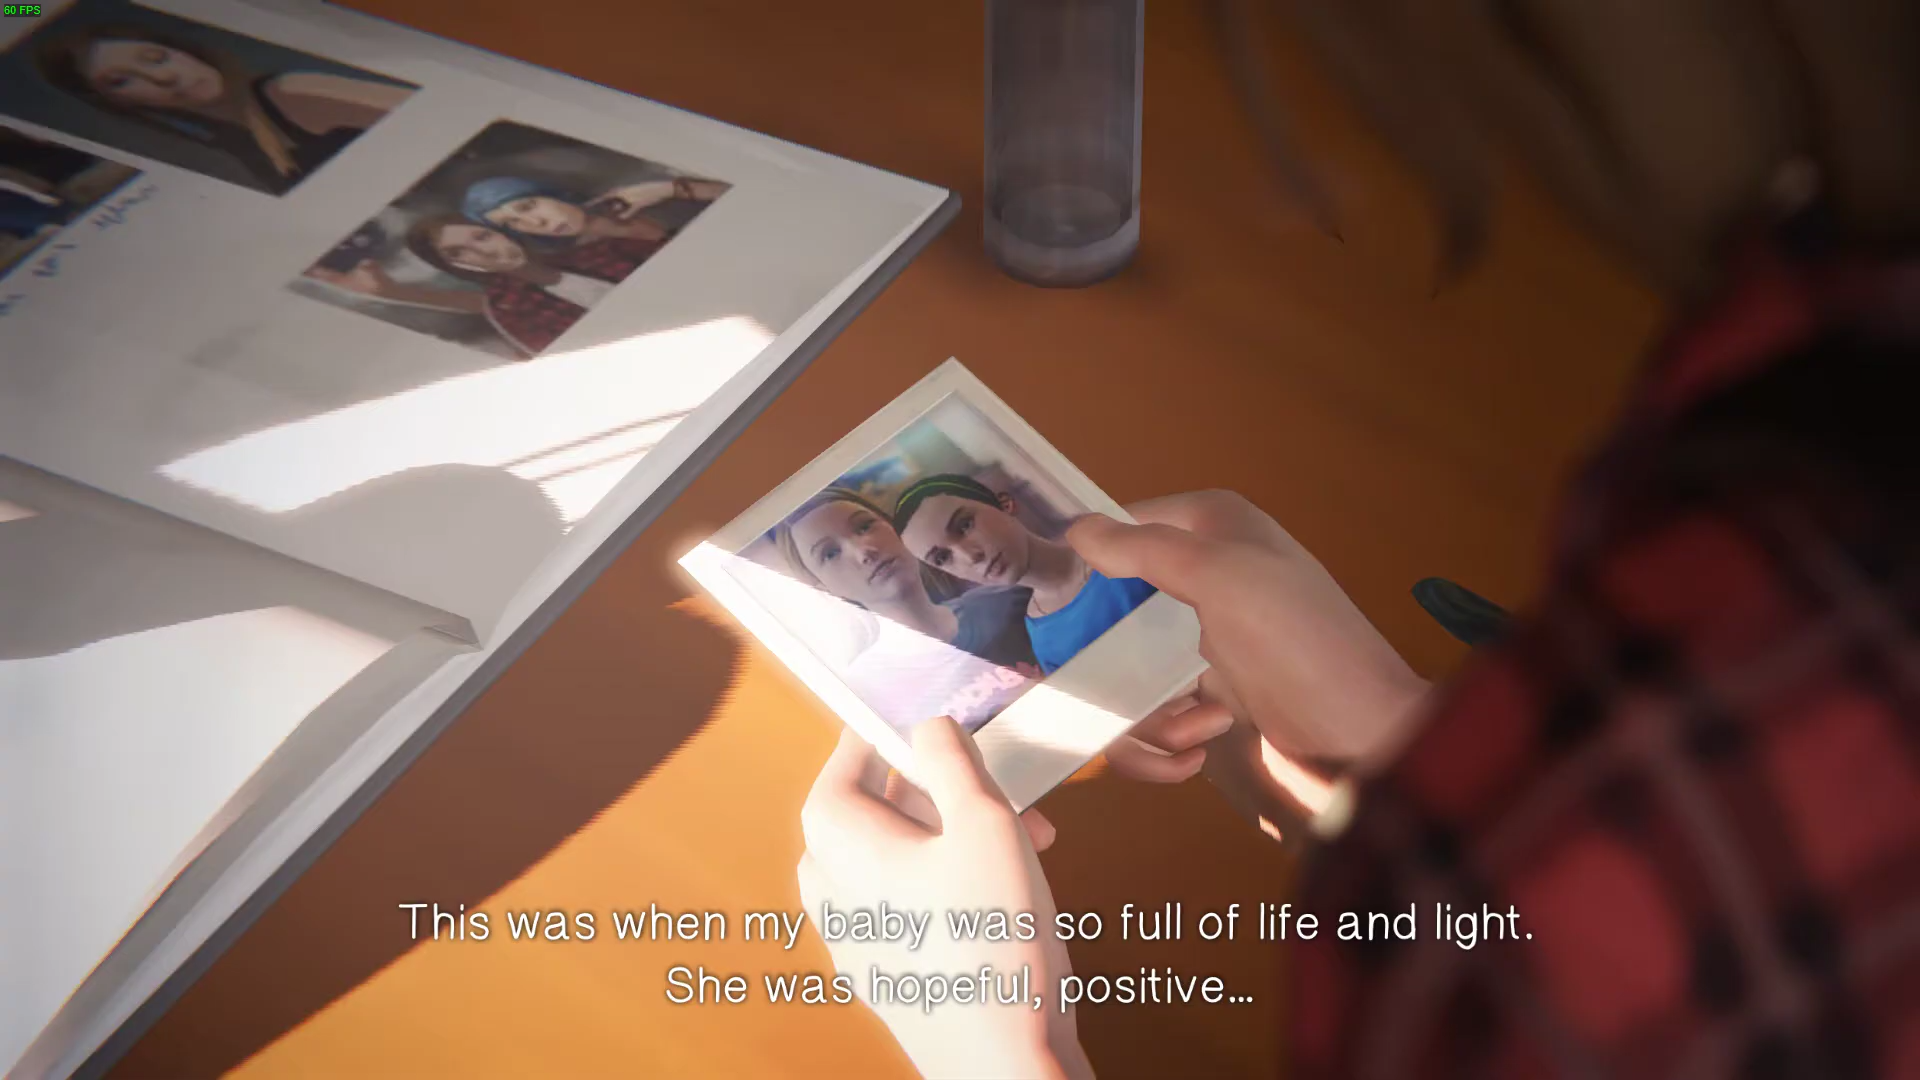 60 FPS
This was when my baby was so full of life and light.
She was hopeful, positive...